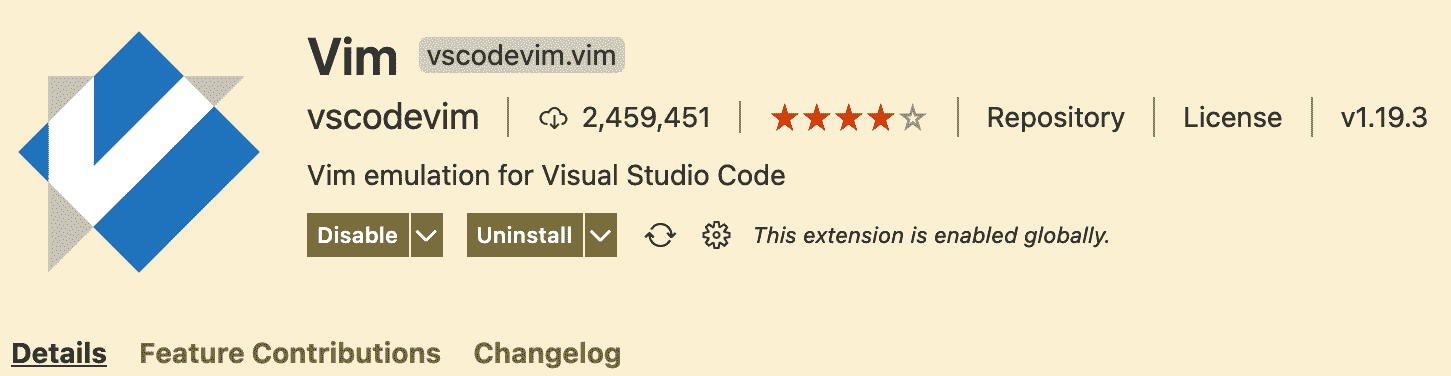 Vim vscodevim.vim
vscodevim 2,459,451 Repository License v1.19.3
Vim emulation for Visual Studio Code
Disable Uninstall This extension is enabled globally.
Details Feature Contributions Changelog